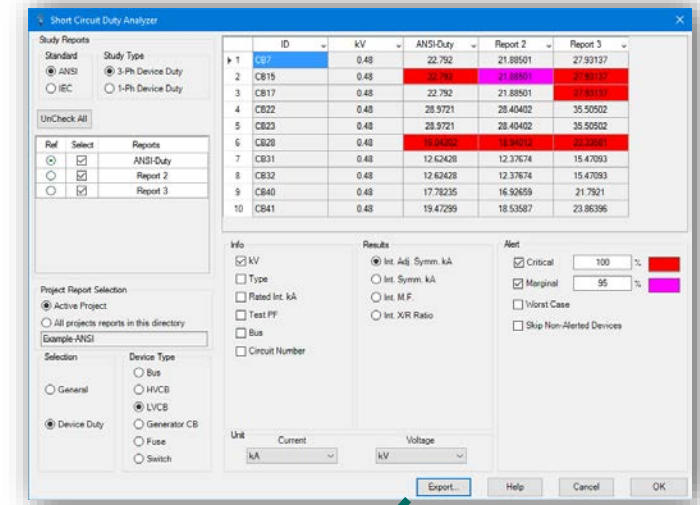 Short Circuit Duty Analyzer
Study Reports
Standard
Study Type
ANSI
3-Ph Device Duty
IEC
1-Ph Device Duty
UnCheck All
Ref Select Reports
ANSI-Duty
Report 2
Report 3
Project Report Selection
Active Project
All projects reports in this directory
Example-ANSI
Selection
General
Device Duty
Device Type
Bus
HVCB
LVCB
Generator CB
Fuse
Switch
ID kV ANSI-Duty Report 2 Report 3
1 CB7 0.48 22.792 21.88501 27.93137
2 CB15 0.48 22.792 21.88501 27.93137
3 CB17 0.48 22.792 21.88501 27.93137
4 CB22 0.48 28.9721 28.40402 35.50502
5 CB23 0.48 28.9721 28.40402 35.50502
6 CB28 0.48
7 CB31 0.48 12.62428 12.37674 15.47093
8 CB32 0.48 12.62428 12.37674 15.47093
9 CB40 0.48 17.78235 16.92659 21.7921
10 CB41 0.48 19.47299 18.53587 23.86396
Info
kV
Type
Rated Int. kA
Test PF
Bus
Circuit Number
Results
Int. Adj. Symm. kA
Int. Symm. kA
Int. M.F.
Int. X/R Ratio
Alert
Critical 100 %
Marginal 95 %
Worst Case
Skip Non-Alerted Devices
Unit
Current
Voltage
kA
kV
Export... Help Cancel OK